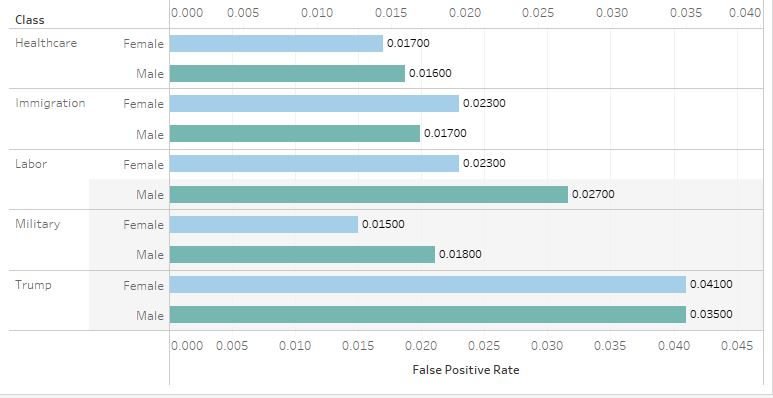 Class
0.000 0.005 0.010 0.015 0.020 0.025 0.030 0.035 0.040
Healthcare Female 0.01700
Male 0.01600
Immigration Female 0.02300
Male 0.01700
Labor Female 0.02300
Male 0.02700
Military Female 0.01500
Male 0.01800
Trump Female 0.04100
Male 0.03500
0.000 0.005 0.010 0.015 0.020 0.025 0.030 0.035 0.040 0.045
False Positive Rate